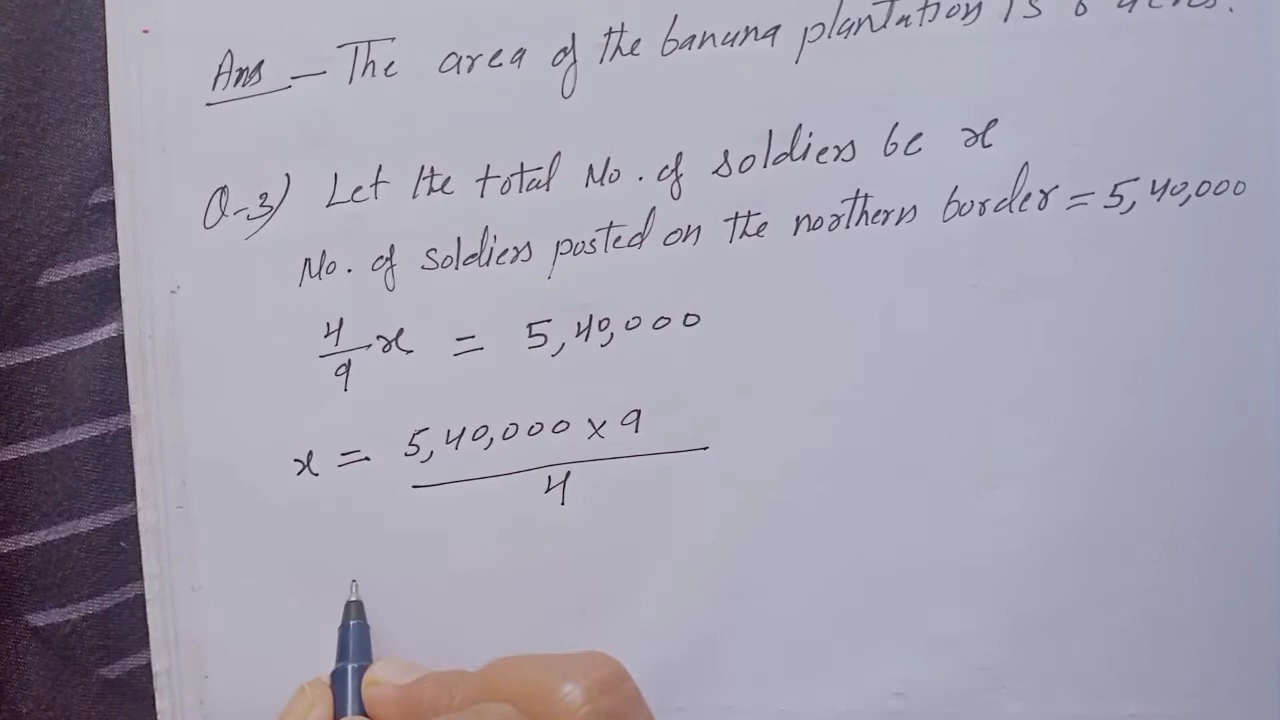 Ans - The area of the banana plantation is
Q-3) Let the total No. of soldiers be x
No. of soldiers posted on the northern border = 5,40,000
4/9 x = 5,40,000
x = 5,40,000 x 9
4